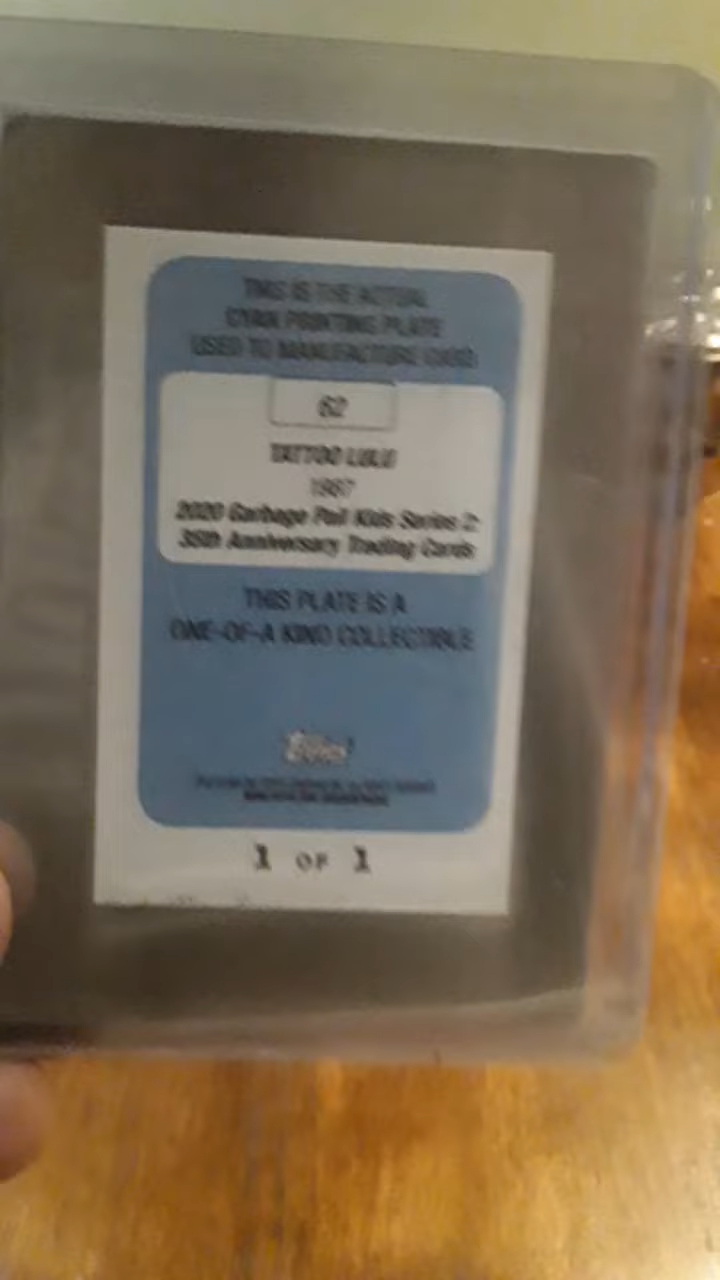 THIS IS THE ACTUAL
CYAN PRINTING PLATE
USED TO MANUFACTURE CARD
62
TATTOO LULU
1987
2020 Garbage Pail Kids Series 2:
35th Anniversary Trading Cards
THIS PLATE IS A
ONE-OF-A KIND COLLECTIBLE
Topps
1 OF 1